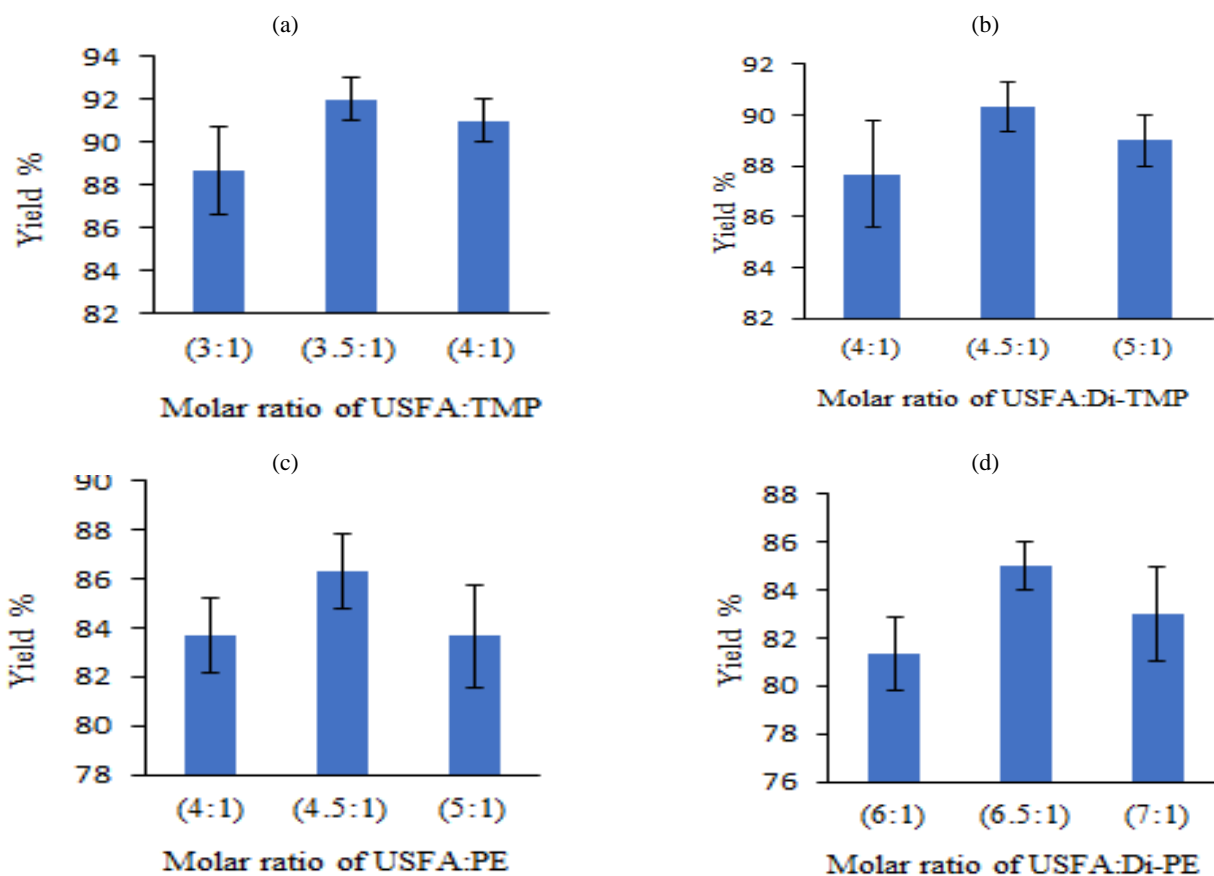 (a)
94
92
90
88
86
84
82
Yield %
(3:1) (3.5:1) (4:1)
Molar ratio of USFA:TMP
(b)
92
90
88
86
84
82
Yield %
(4:1) (4.5:1) (5:1)
Molar ratio of USFA:Di-TMP
(c)
90
88
86
84
82
80
78
Yield %
(4:1) (4.5:1) (5:1)
Molar ratio of USFA:PE
(d)
88
86
84
82
80
78
76
Yield %
(6:1) (6.5:1) (7:1)
Molar ratio of USFA:Di-PE